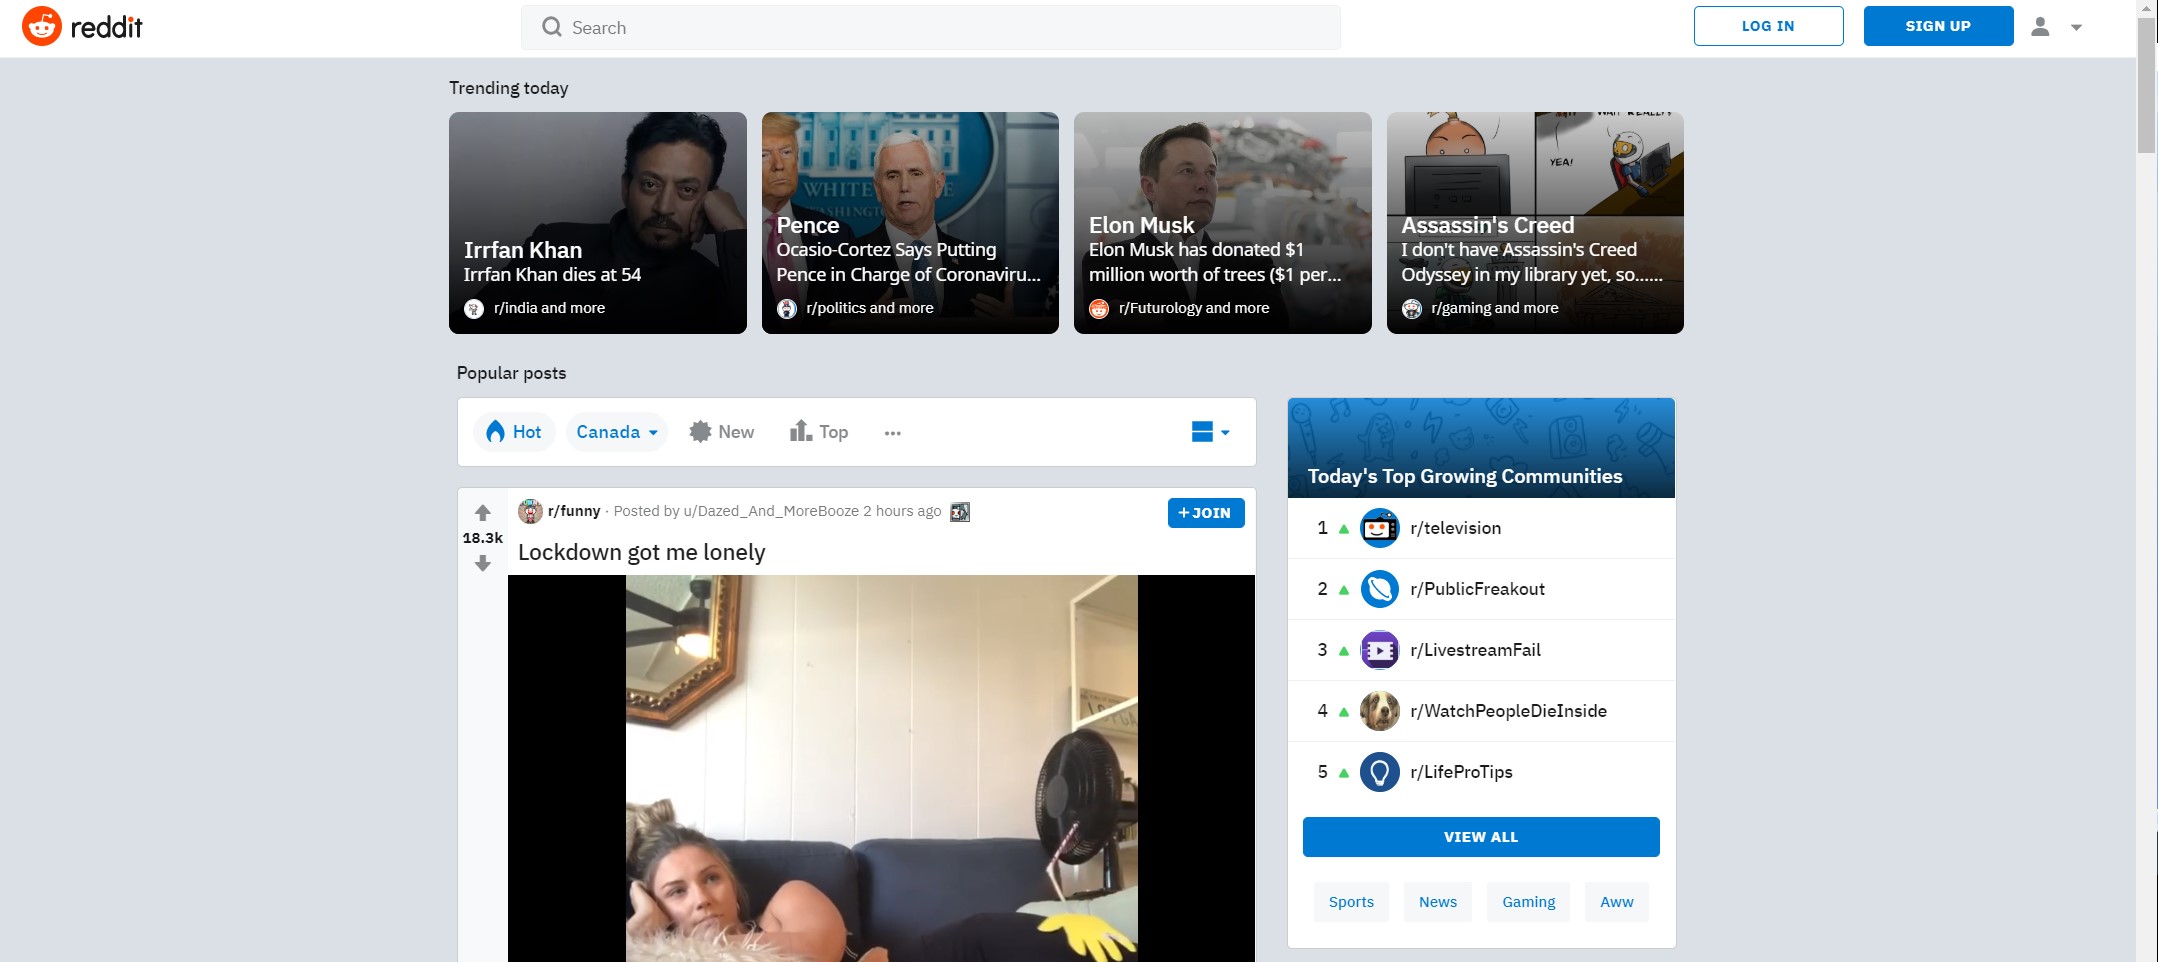 reddit
Search
LOG IN
SIGN UP
Trending today
Irrfan Khan
Irrfan Khan dies at 54
r/india and more
WHITE
WASHINGTON
Pence
Ocasio-Cortez Says Putting
Pence in Charge of Coronaviru...
r/politics and more
Elon Musk
Elon Musk has donated $1
million worth of trees ($1 per...
r/Futurology and more
WAIT REALLY?
YEA!
Assassin's Creed
I don't have Assassin's Creed
Odyssey in my library yet, so......
r/gaming and more
Popular posts
Hot
Canada
New
Top
...
18.3k
r/funny · Posted by u/Dazed_And_MoreBooze 2 hours ago
+ JOIN
Lockdown got me lonely
Today's Top Growing Communities
1 r/television
2 r/PublicFreakout
3 r/LivestreamFail
4 r/WatchPeopleDieInside
5 r/LifeProTips
VIEW ALL
Sports
News
Gaming
Aww